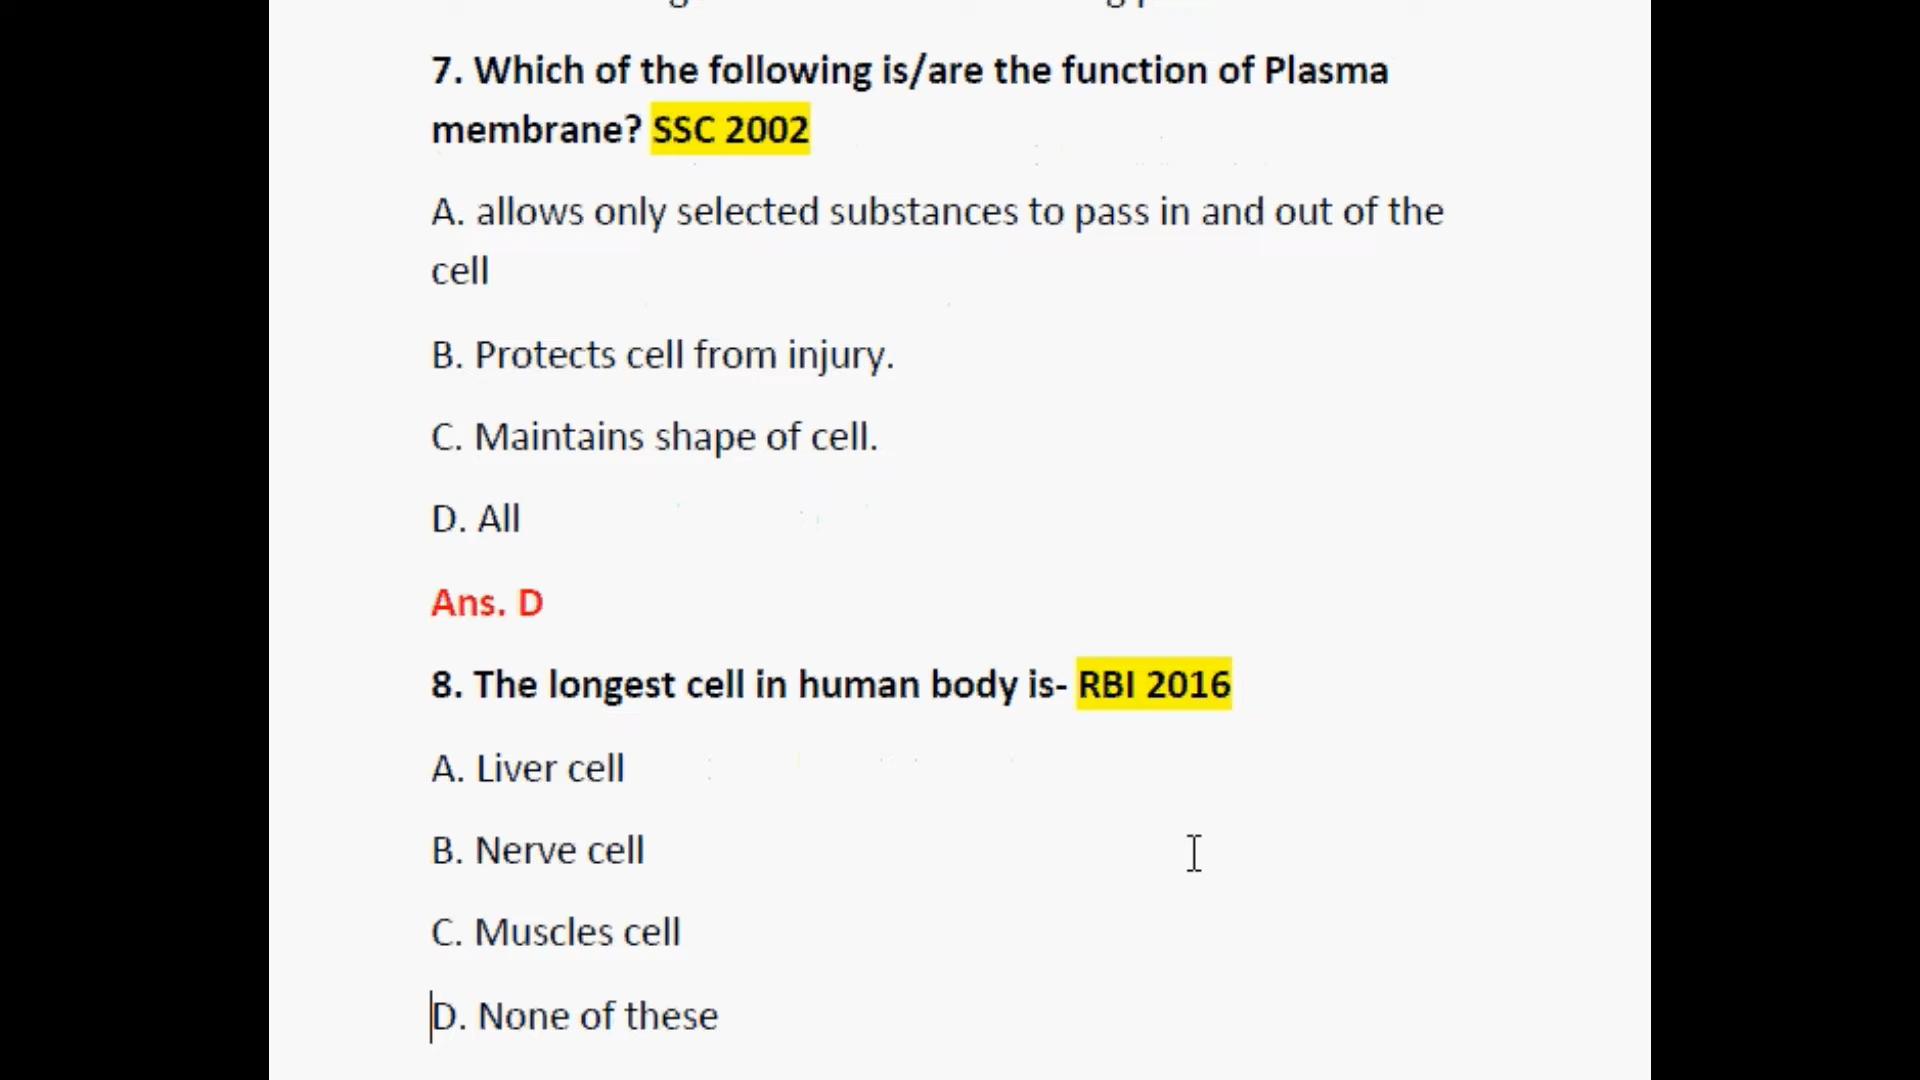 7. Which of the following is/are the function of Plasma
membrane? SSC 2002
A. allows only selected substances to pass in and out of the
cell
B. Protects cell from injury.
C. Maintains shape of cell.
D. All
Ans. D
8. The longest cell in human body is- RBI 2016
A. Liver cell
B. Nerve cell
C. Muscles cell
D. None of these